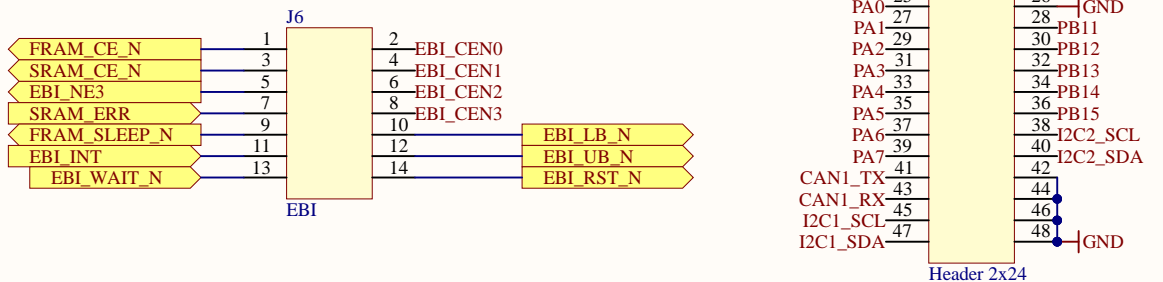 J6
FRAM_CE_N 1 2 EBI_CEN0
SRAM_CE_N 3 4 EBI_CEN1
EBI_NE3 5 6 EBI_CEN2
SRAM_ERR 7 8 EBI_CEN3
FRAM_SLEEP_N 9 10 EBI_LB_N
EBI_INT 11 12 EBI_UB_N
EBI_WAIT_N 13 14 EBI_RST_N
EBI
PA0 GND
PA1 27 28 PB11
PA2 29 30 PB12
PA3 31 32 PB13
PA4 33 34 PB14
PA5 35 36 PB15
PA6 37 38 I2C2_SCL
PA7 39 40 I2C2_SDA
CAN1_TX 41 42
CAN1_RX 43 44
I2C1_SCL 45 46
I2C1_SDA 47 48 GND
Header 2x24